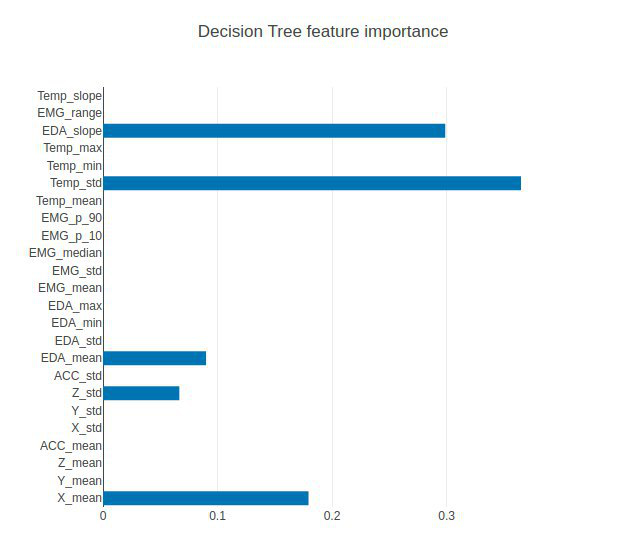 Decision Tree feature importance
Temp_slope
EMG_range
EDA_slope
Temp_max
Temp_min
Temp_std
Temp_mean
EMG_p_90
EMG_p_10
EMG_median
EMG_std
EMG_mean
EDA_max
EDA_min
EDA_std
EDA_mean
ACC_std
Z_std
Y_std
X_std
ACC_mean
Z_mean
Y_mean
X_mean
0 0.1 0.2 0.3